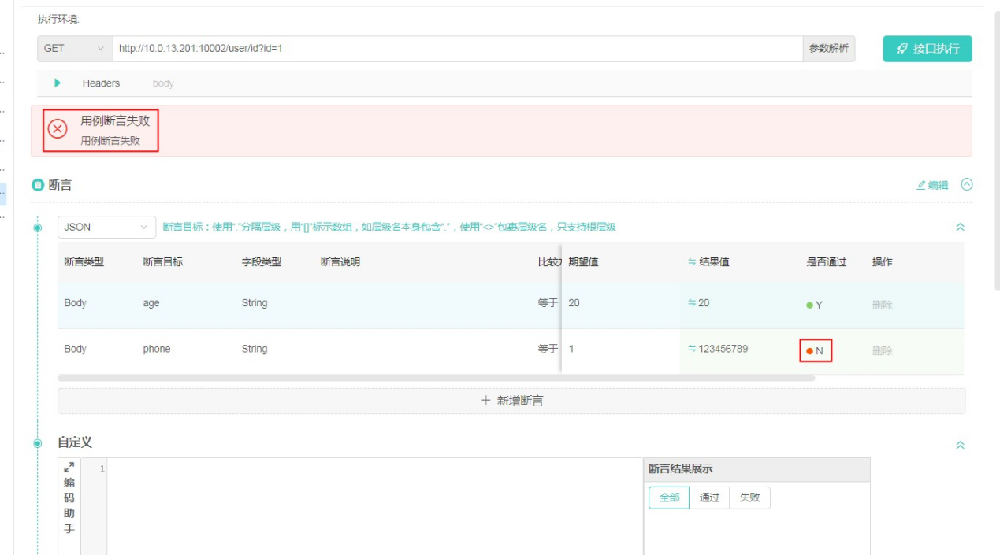 执行环境:
GET http://10.0.13.201:10002/user/id?id=1 参数解析 接口执行
Headers body
用例断言失败
用例断言失败
断言 编辑
JSON 断言目标：使用"."分隔层级，用"[]"标示数组，如层级名本身包含"."，使用"<>"包裹层级名，只支持根层级
断言类型 断言目标 字段类型 断言说明 比较 期望值 结果值 是否通过 操作
Body age String 等于 20 20 Y 删除
Body phone String 等于 1 123456789 N 删除
+ 新增断言
自定义
编码助手 1 断言结果展示
全部 通过 失败